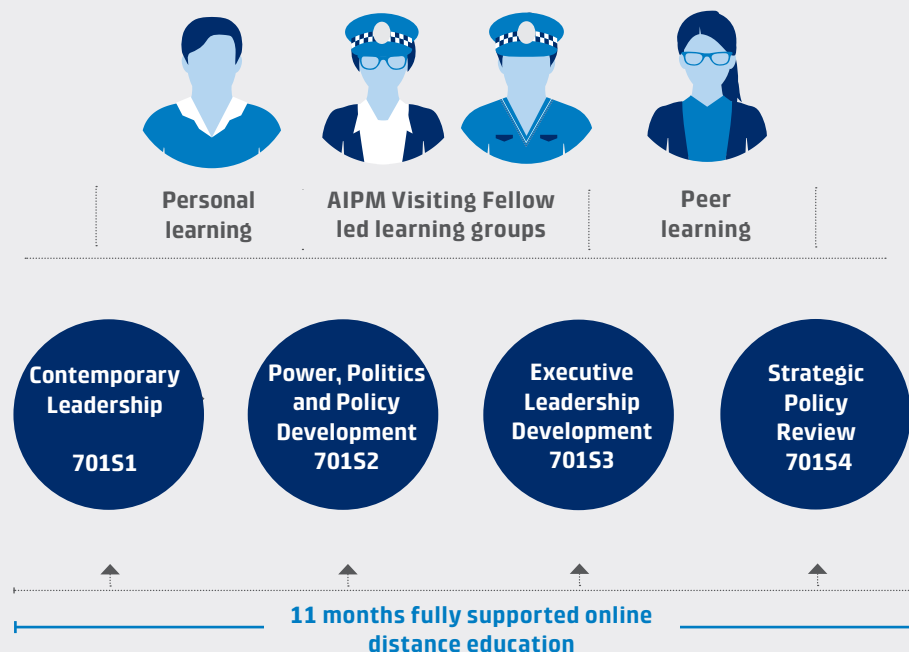 Personal
learning
AIPM Visiting Fellow
led learning groups
Peer
learning
Contemporary
Leadership
701S1
Power, Politics
and Policy
Development
701S2
Executive
Leadership
Development
701S3
Strategic
Policy
Review
701S4
11 months fully supported online
distance education